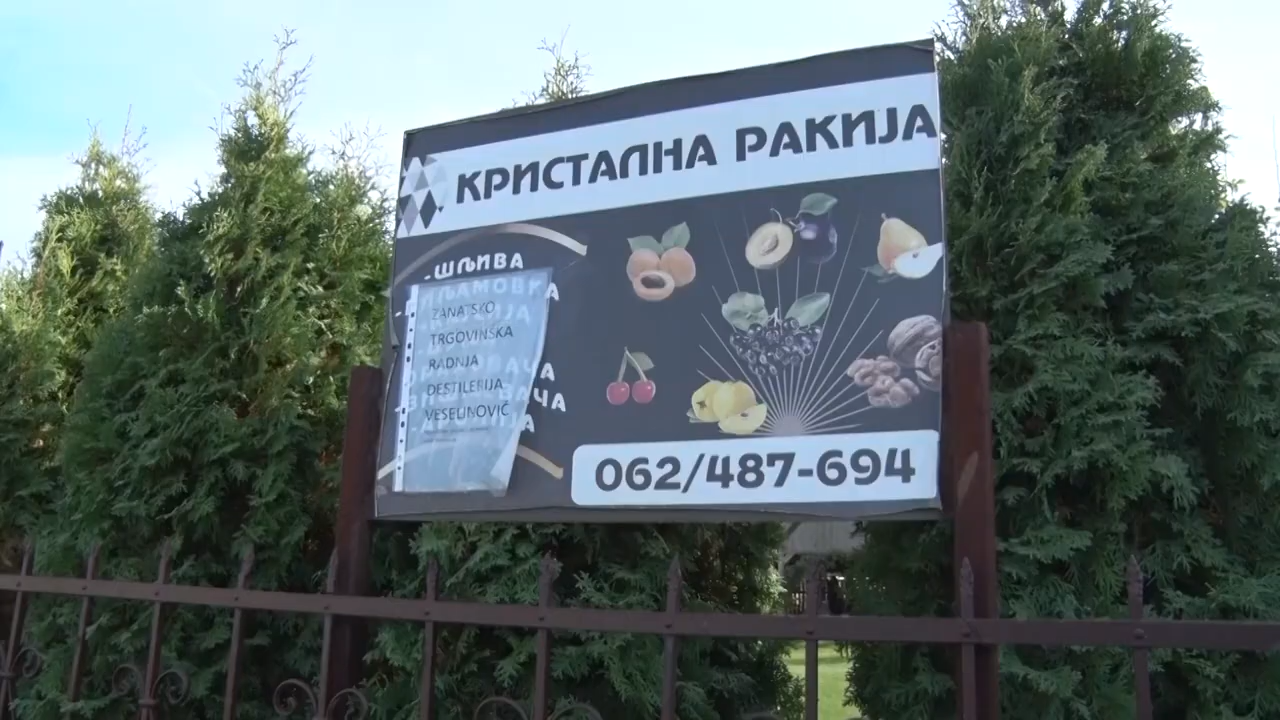 КРИСТАЛНА РАКИЈА
-ШЉИВА
ZANATSKO
TRGOVINSKA
RADNJA
DESTILERIJA
VESELINOVIĆ
062/487-694